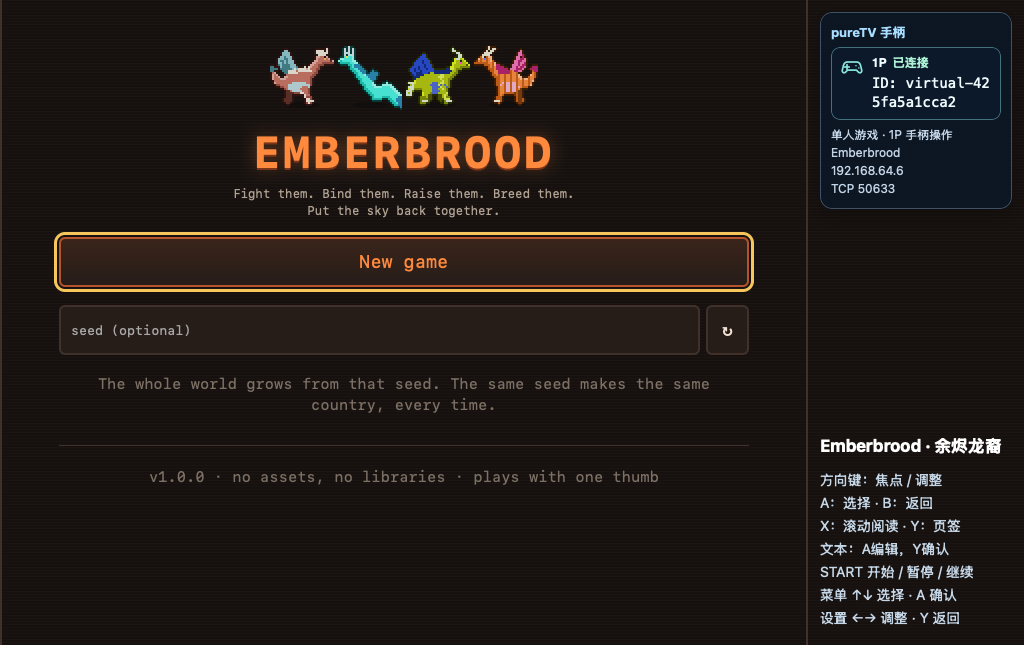 EMBERBROOD
Fight them. Bind them. Raise them. Breed them.
Put the sky back together.
New game
seed (optional)
↻
The whole world grows from that seed. The same seed makes the same
country, every time.
v1.0.0 · no assets, no libraries · plays with one thumb
pureTV 手柄
1P 已连接
ID: virtual-42
5fa5a1cca2
单人游戏 · 1P 手柄操作
Emberbrood
192.168.64.6
TCP 50633
Emberbrood · 余烬龙裔
方向键：焦点 / 调整
A：选择 · B：返回
X：滚动阅读 · Y：页签
文本：A编辑，Y确认
START 开始 / 暂停 / 继续
菜单 ↑↓ 选择 · A 确认
设置 ←→ 调整 · Y 返回